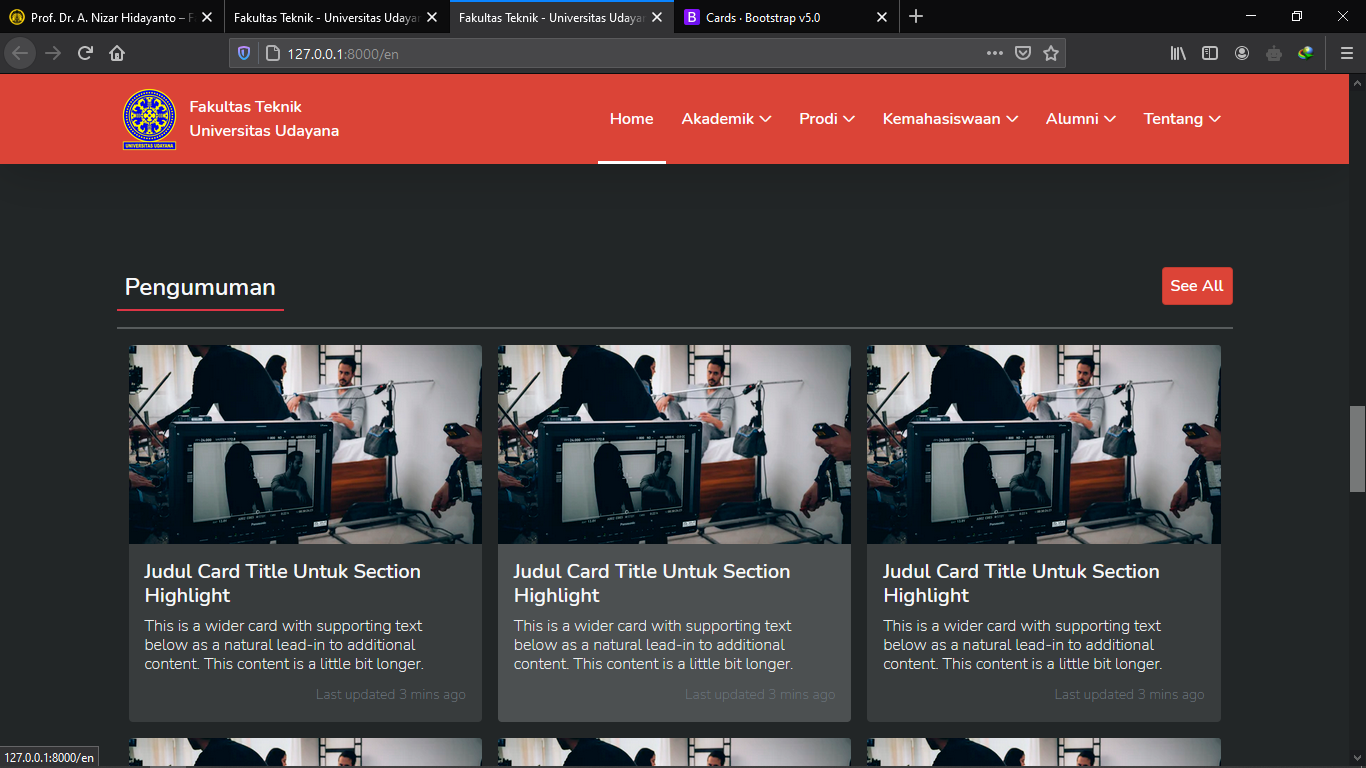 Prof. Dr. A. Nizar Hidayanto – F
Fakultas Teknik - Universitas Udaya
Fakultas Teknik - Universitas Udaya
B Cards · Bootstrap v5.0
127.0.0.1:8000/en
UNIVERSITAS UDAYANA
Fakultas Teknik
Universitas Udayana
Home
Akademik
Prodi
Kemahasiswaan
Alumni
Tentang
Pengumuman
See All
Panasonic
Panasonic
Panasonic
Judul Card Title Untuk Section
Highlight
This is a wider card with supporting text
below as a natural lead-in to additional
content. This content is a little bit longer.
Last updated 3 mins ago
Judul Card Title Untuk Section
Highlight
This is a wider card with supporting text
below as a natural lead-in to additional
content. This content is a little bit longer.
Last updated 3 mins ago
Judul Card Title Untuk Section
Highlight
This is a wider card with supporting text
below as a natural lead-in to additional
content. This content is a little bit longer.
Last updated 3 mins ago
127.0.0.1:8000/en